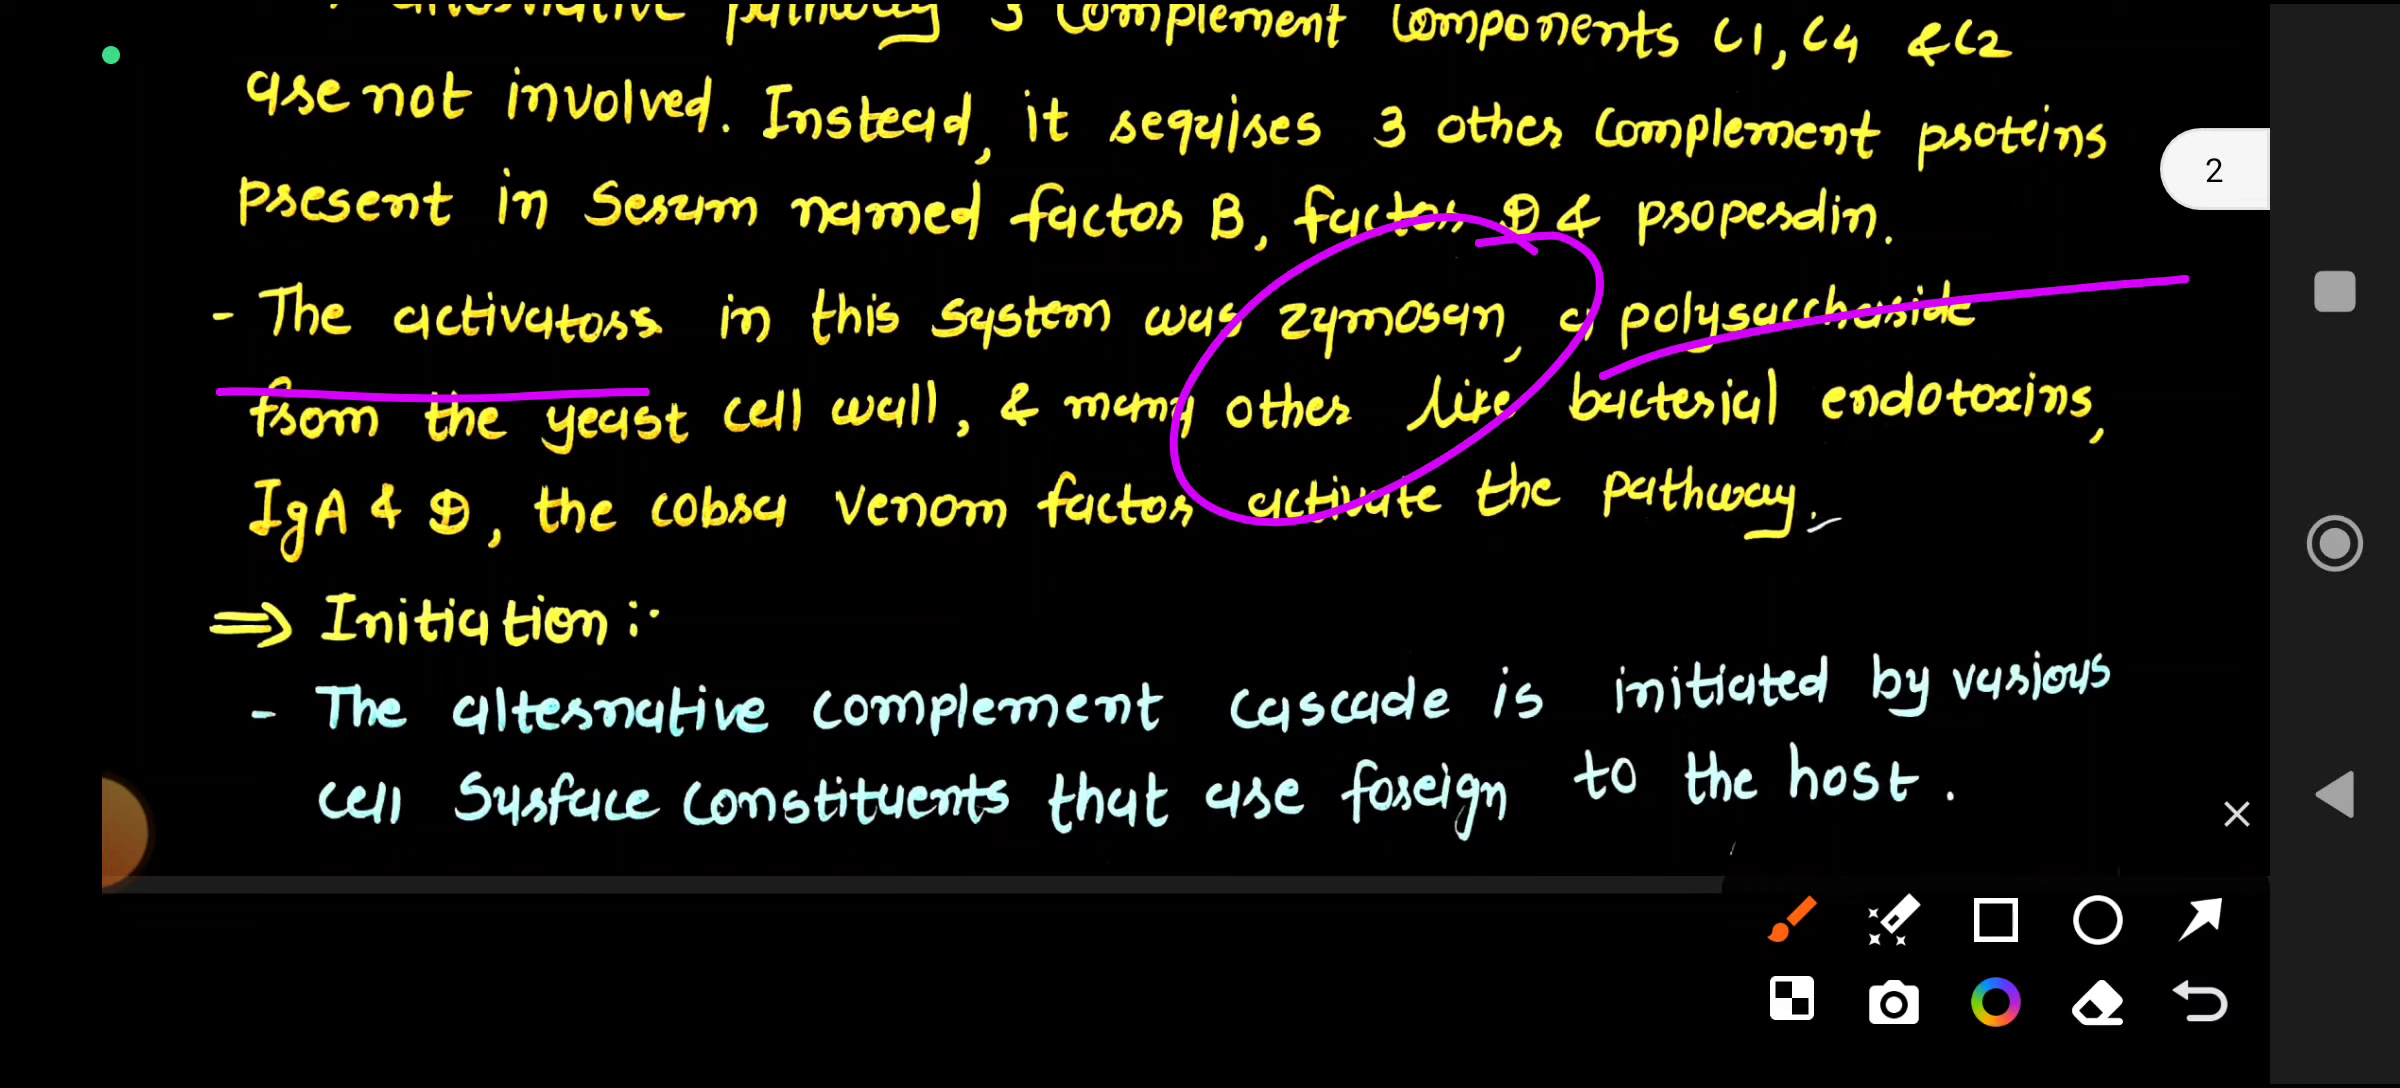 alternative pathway 3 complement components C1, C4 & C2
are not involved. Instead, it requires 3 other complement proteins
present in Serum named factor B, factor D & properdin.
2
- The activators in this system was zymosan, a polysaccharide
from the yeast cell wall, & many other like bacterial endotoxins,
IgA & D, the cobra venom factor activate the pathway.
⇒ Initiation :-
- The alternative complement cascade is initiated by various
cell surface constituents that are foreign to the host.